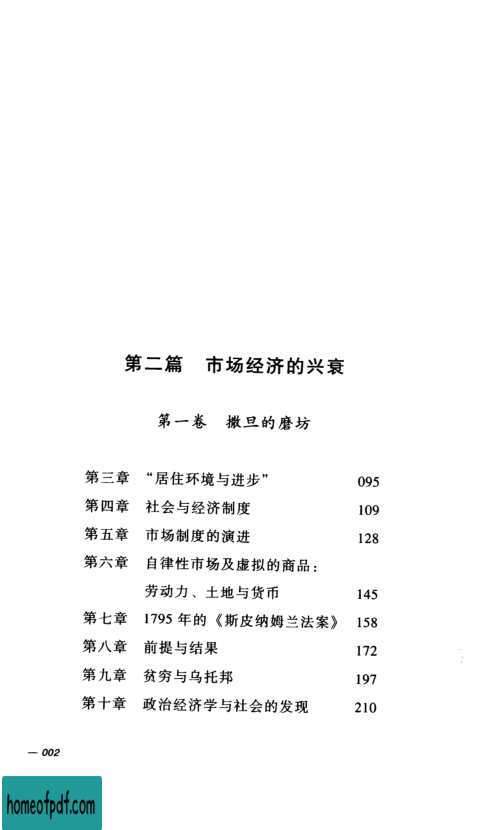 第二篇 市场经济的兴衰
第一卷 撒旦的磨坊
第三章 “居住环境与进步” 095
第四章 社会与经济制度 109
第五章 市场制度的演进 128
第六章 自律性市场及虚拟的商品：
劳动力、土地与货币 145
第七章 1795 年的《斯皮纳姆兰法案》 158
第八章 前提与结果 172
第九章 贫穷与乌托邦 197
第十章 政治经济学与社会的发现 210
— 002
homeofpdf.com